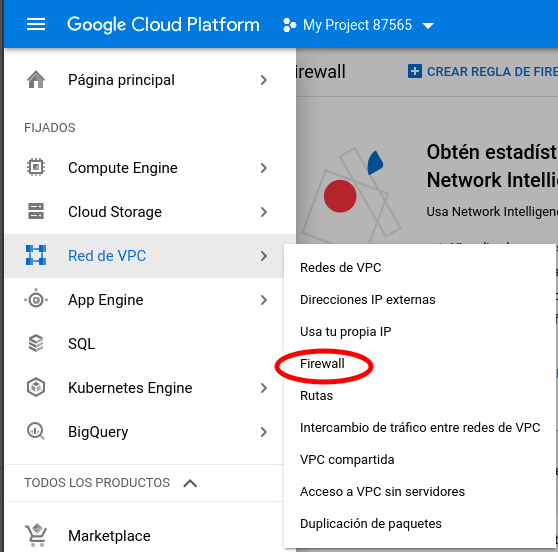 Google Cloud Platform
My Project 87565
Página principal
FIJADOS
Compute Engine
Cloud Storage
Red de VPC
App Engine
SQL
Kubernetes Engine
BigQuery
TODOS LOS PRODUCTOS
Marketplace
irewall
CREAR REGLA DE FIRE
Obtén estadíst
Network Intelli
Usa Network Intelligenc
Redes de VPC
Direcciones IP externas
Usa tu propia IP
Firewall
Rutas
Intercambio de tráfico entre redes de VPC
VPC compartida
Acceso a VPC sin servidores
Duplicación de paquetes